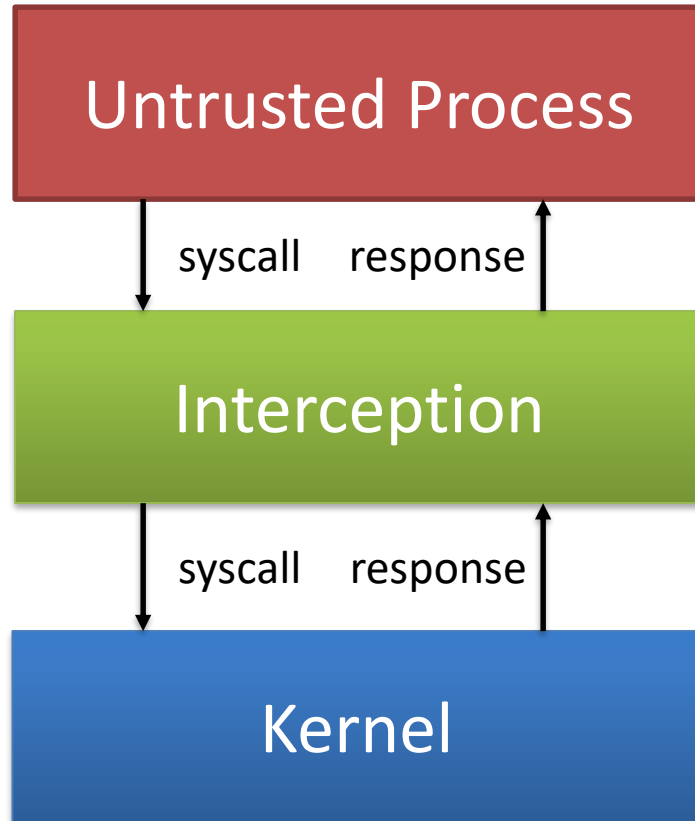 Untrusted Process
syscall response
Interception
syscall response
Kernel